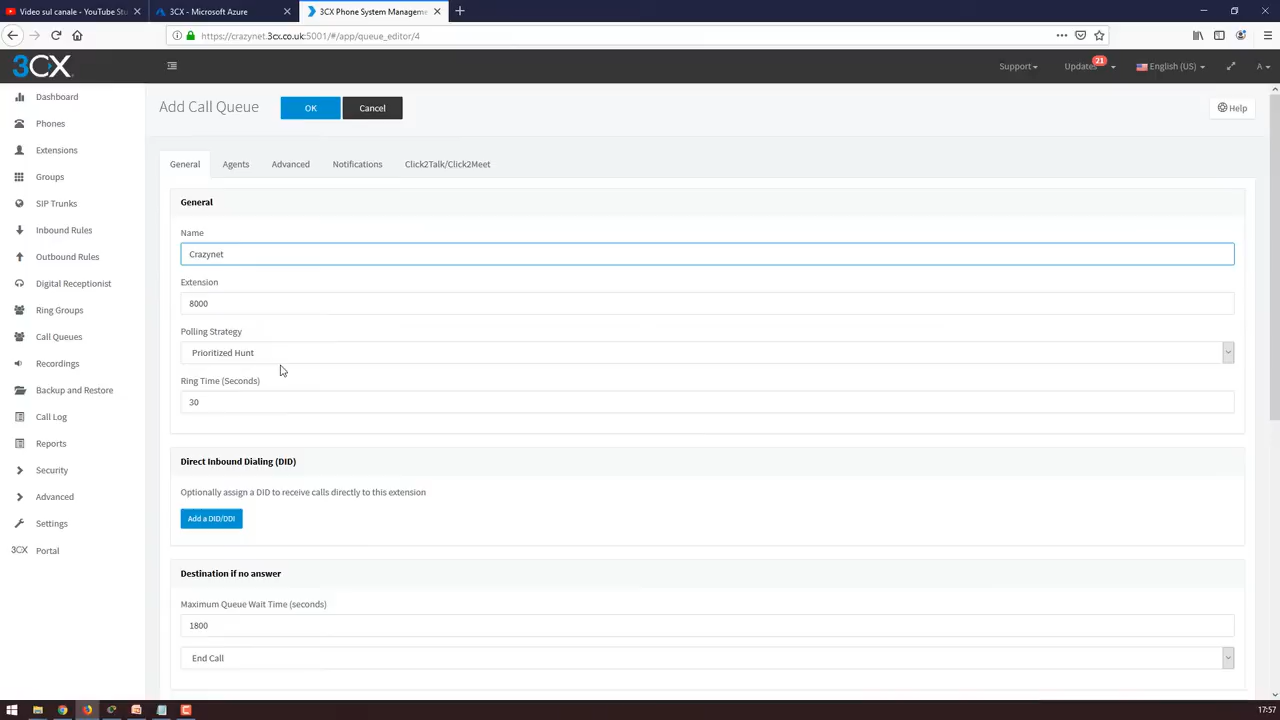 Video sul canale - YouTube Stu
3CX - Microsoft Azure
3CX Phone System Manageme
https://crazynet.3cx.co.uk:5001/#/app/queue_editor/4
3CX
Support
Updates
21
English (US)
A
Dashboard
Phones
Extensions
Groups
SIP Trunks
Inbound Rules
Outbound Rules
Digital Receptionist
Ring Groups
Call Queues
Recordings
Backup and Restore
Call Log
Reports
Security
Advanced
Settings
3CX Portal
Add Call Queue
OK
Cancel
Help
General
Agents
Advanced
Notifications
Click2Talk/Click2Meet
General
Name
Crazynet
Extension
8000
Polling Strategy
Prioritized Hunt
Ring Time (Seconds)
30
Direct Inbound Dialing (DID)
Optionally assign a DID to receive calls directly to this extension
Add a DID/DDI
Destination if no answer
Maximum Queue Wait Time (seconds)
1800
End Call
17:57